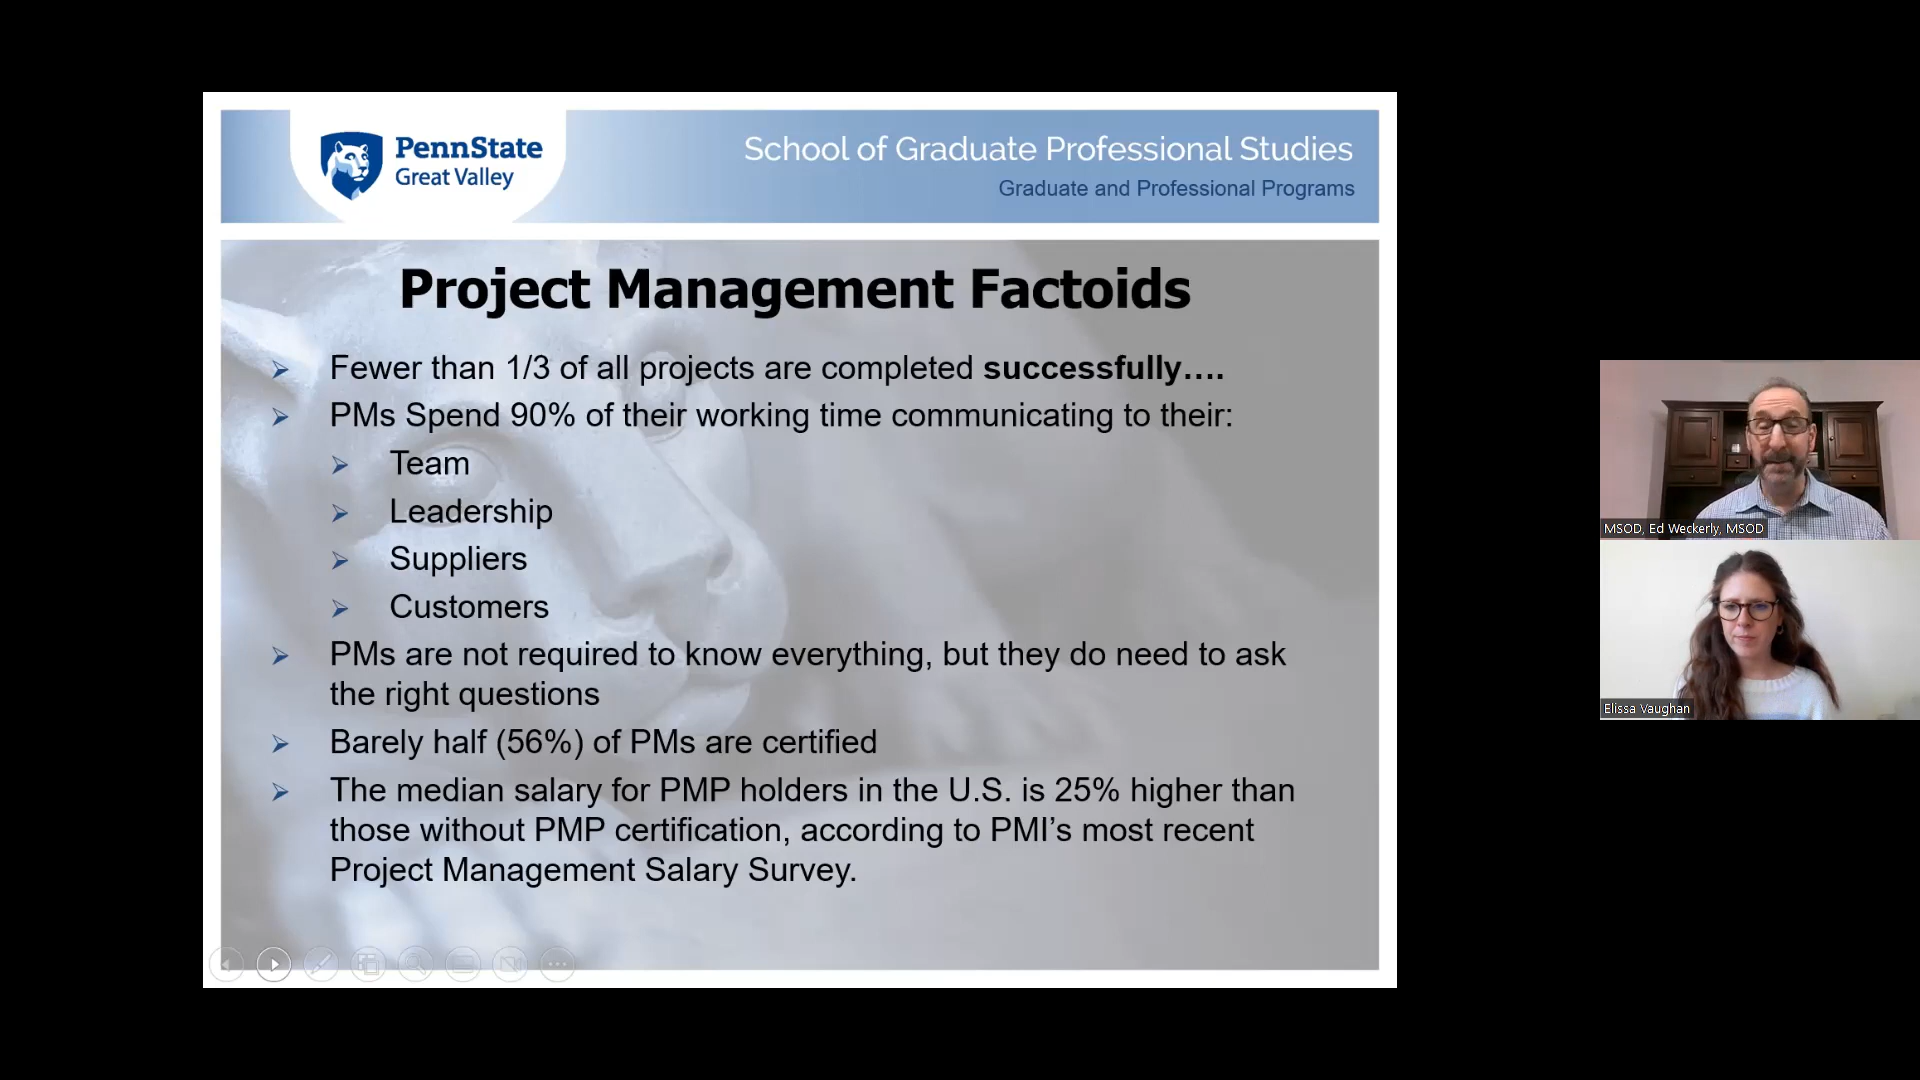 PennState
Great Valley
School of Graduate Professional Studies
Graduate and Professional Programs
Project Management Factoids
Fewer than 1/3 of all projects are completed successfully….
PMs Spend 90% of their working time communicating to their:
Team
Leadership
Suppliers
Customers
PMs are not required to know everything, but they do need to ask
the right questions
Barely half (56%) of PMs are certified
The median salary for PMP holders in the U.S. is 25% higher than
those without PMP certification, according to PMI’s most recent
Project Management Salary Survey.
MSOD, Ed Weckerly, MSOD
Elissa Vaughan